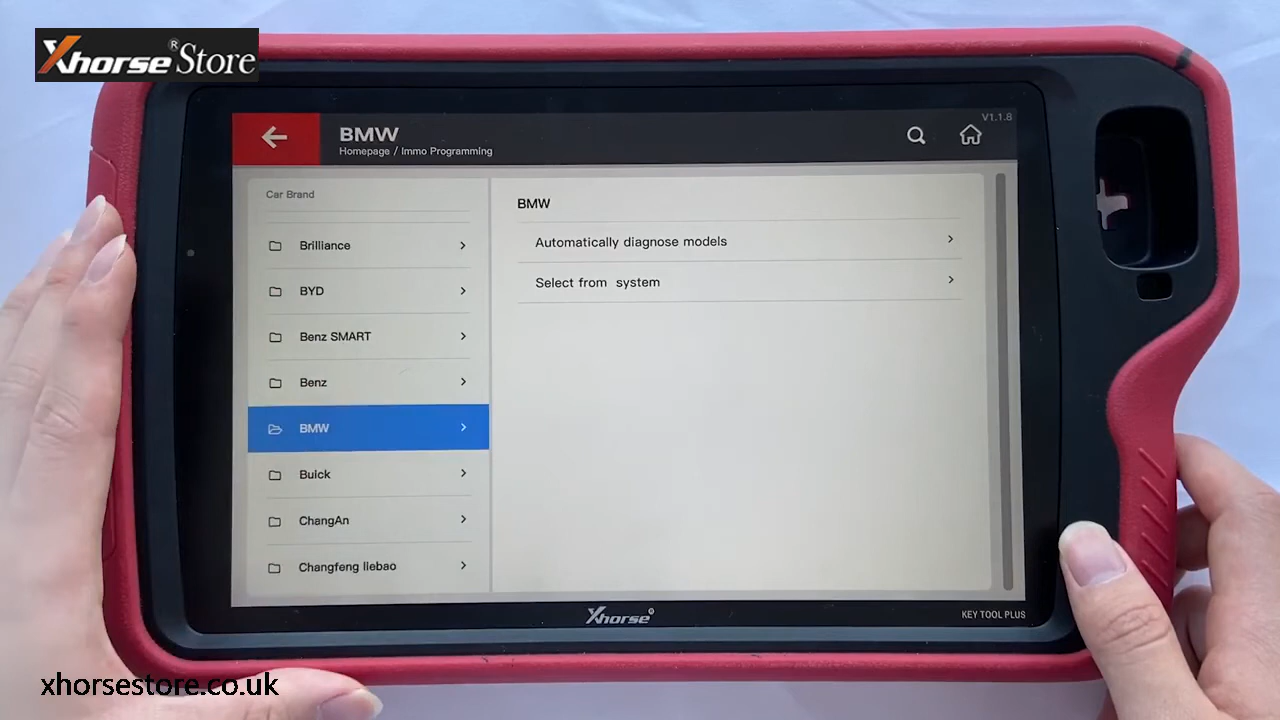 Xhorse® Store
V1.1.8
BMW
Homepage / Immo Programming
Car Brand
Brilliance
BYD
Benz SMART
Benz
BMW
Buick
ChangAn
Changfeng liebao
BMW
Automatically diagnose models
Select from system
Xhorse®
KEY TOOL PLUS
xhorsestore.co.uk